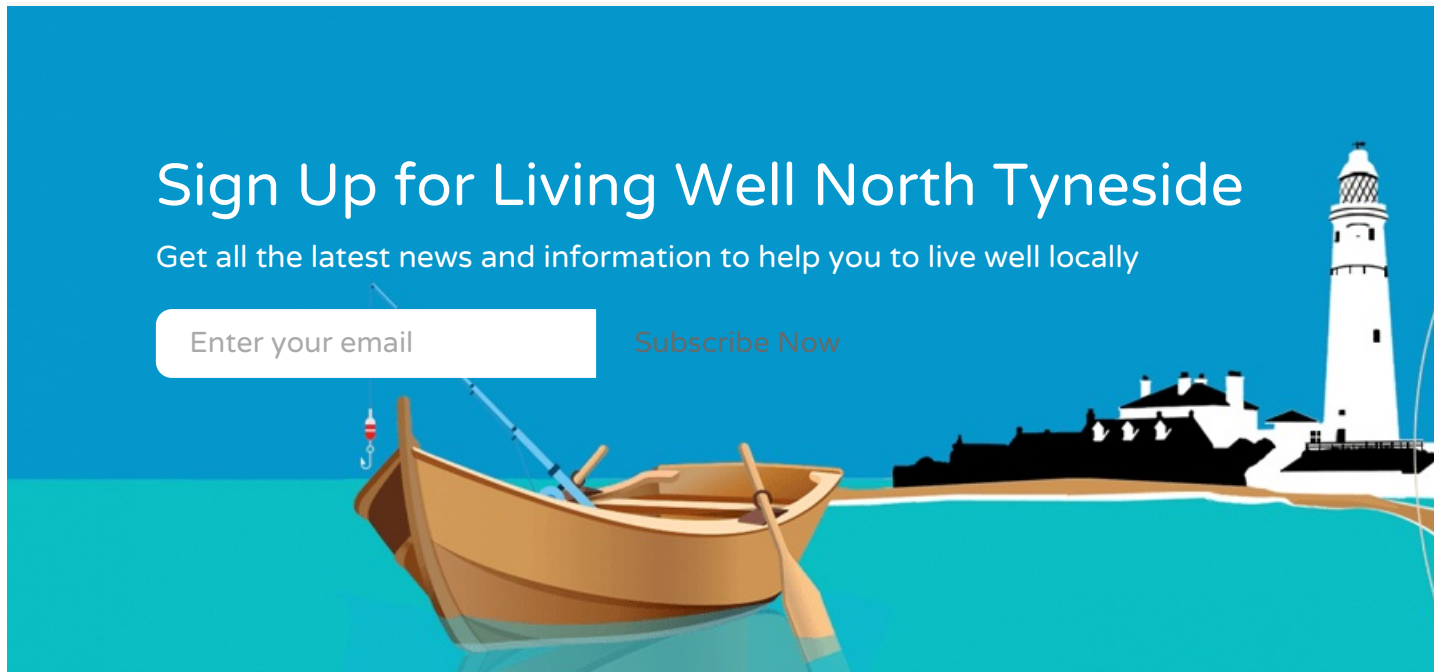 Sign Up for Living Well North Tyneside
Get all the latest news and information to help you to live well locally
Enter your email
Subscribe Now